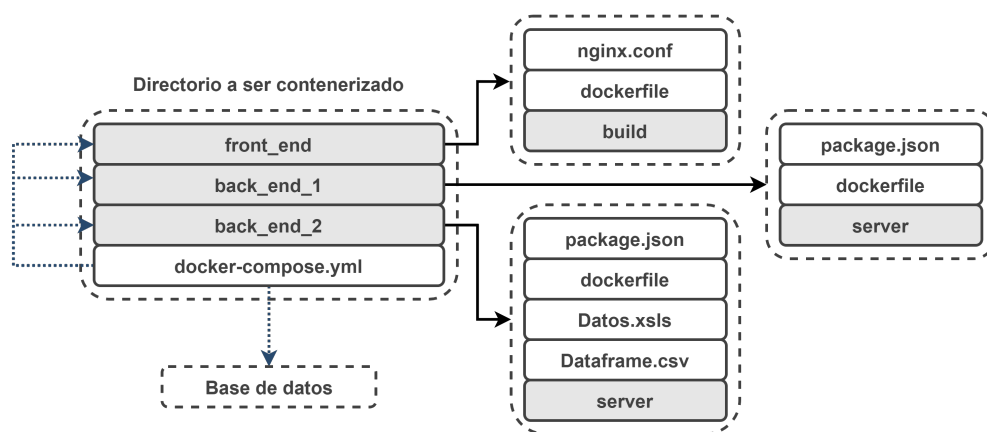 Directorio a ser contenerizado
front_end
back_end_1
back_end_2
docker-compose.yml
Base de datos
nginx.conf
dockerfile
build
package.json
dockerfile
server
package.json
dockerfile
Datos.xsls
Dataframe.csv
server